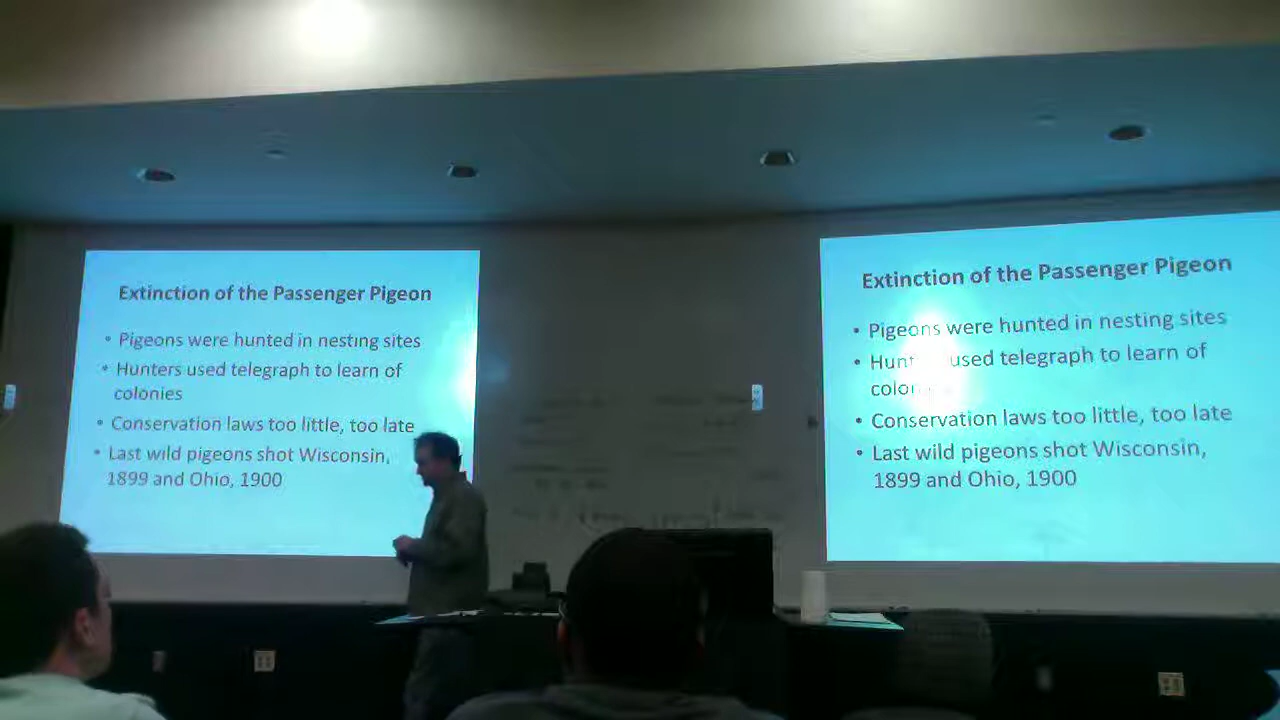 Extinction of the Passenger Pigeon
• Pigeons were hunted in nesting sites
• Hunters used telegraph to learn of
colonies
• Conservation laws too little, too late
• Last wild pigeons shot Wisconsin,
1899 and Ohio, 1900
Extinction of the Passenger Pigeon
• Pigeons were hunted in nesting sites
• Hunt used telegraph to learn of
• Conservation laws too little, too late
• Last wild pigeons shot Wisconsin,
1899 and Ohio, 1900